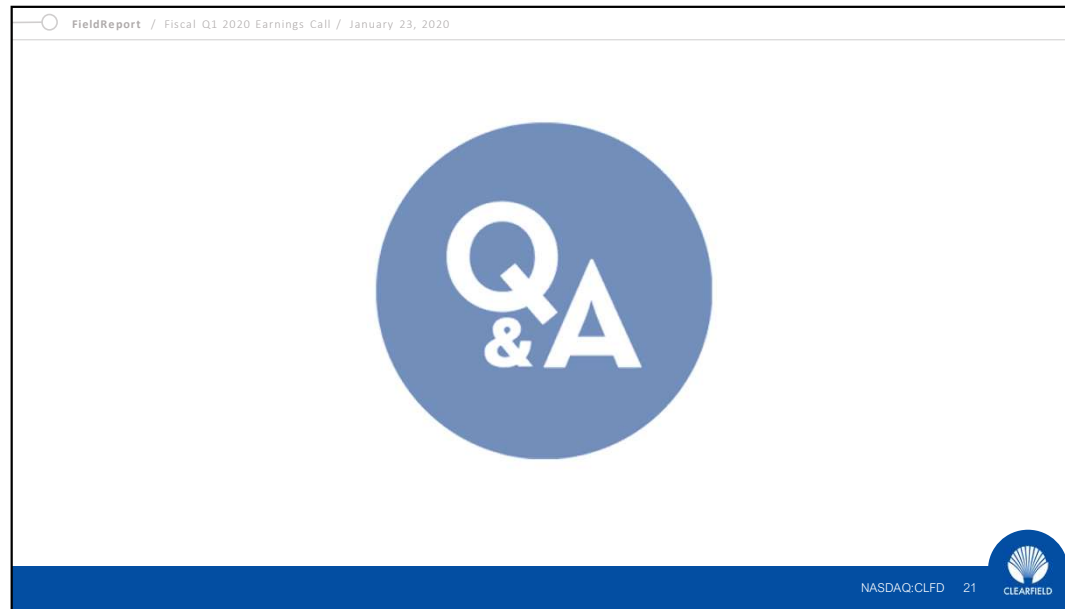 FieldReport / Fiscal Q1 2020 Earnings Call / January 23, 2020
Q&A
NASDAQ:CLFD 21
CLEARFIELD